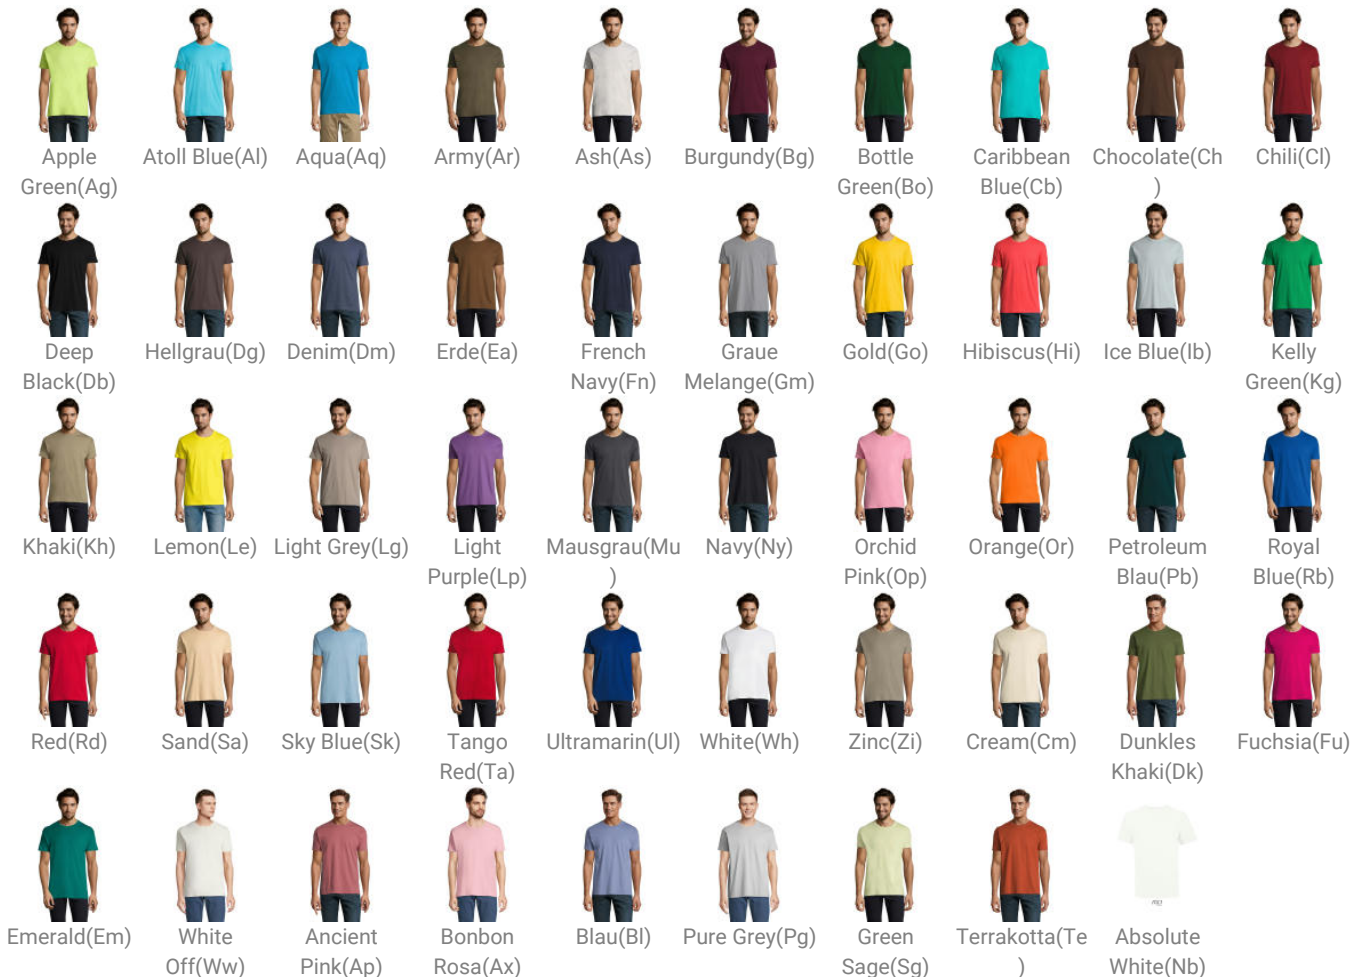 Apple Green(Ag)
Atoll Blue(Al)
Aqua(Aq)
Army(Ar)
Ash(As)
Burgundy(Bg)
Bottle Green(Bo)
Caribbean Blue(Cb)
Chocolate(Ch)
Chili(Cl)
Deep Black(Db)
Hellgrau(Dg)
Denim(Dm)
Erde(Ea)
French Navy(Fn)
Graue Melange(Gm)
Gold(Go)
Hibiscus(Hi)
Ice Blue(Ib)
Kelly Green(Kg)
Khaki(Kh)
Lemon(Le)
Light Grey(Lg)
Light Purple(Lp)
Mausgrau(Mu)
Navy(Ny)
Orchid Pink(Op)
Orange(Or)
Petroleum Blau(Pb)
Royal Blue(Rb)
Red(Rd)
Sand(Sa)
Sky Blue(Sk)
Tango Red(Ta)
Ultramarin(Ul)
White(Wh)
Zinc(Zi)
Cream(Cm)
Dunkles Khaki(Dk)
Fuchsia(Fu)
Emerald(Em)
White Off(Ww)
Ancient Pink(Ap)
Bonbon Rosa(Ax)
Blau(Bl)
Pure Grey(Pg)
Green Sage(Sg)
Terrakotta(Te)
Absolute White(Nb)